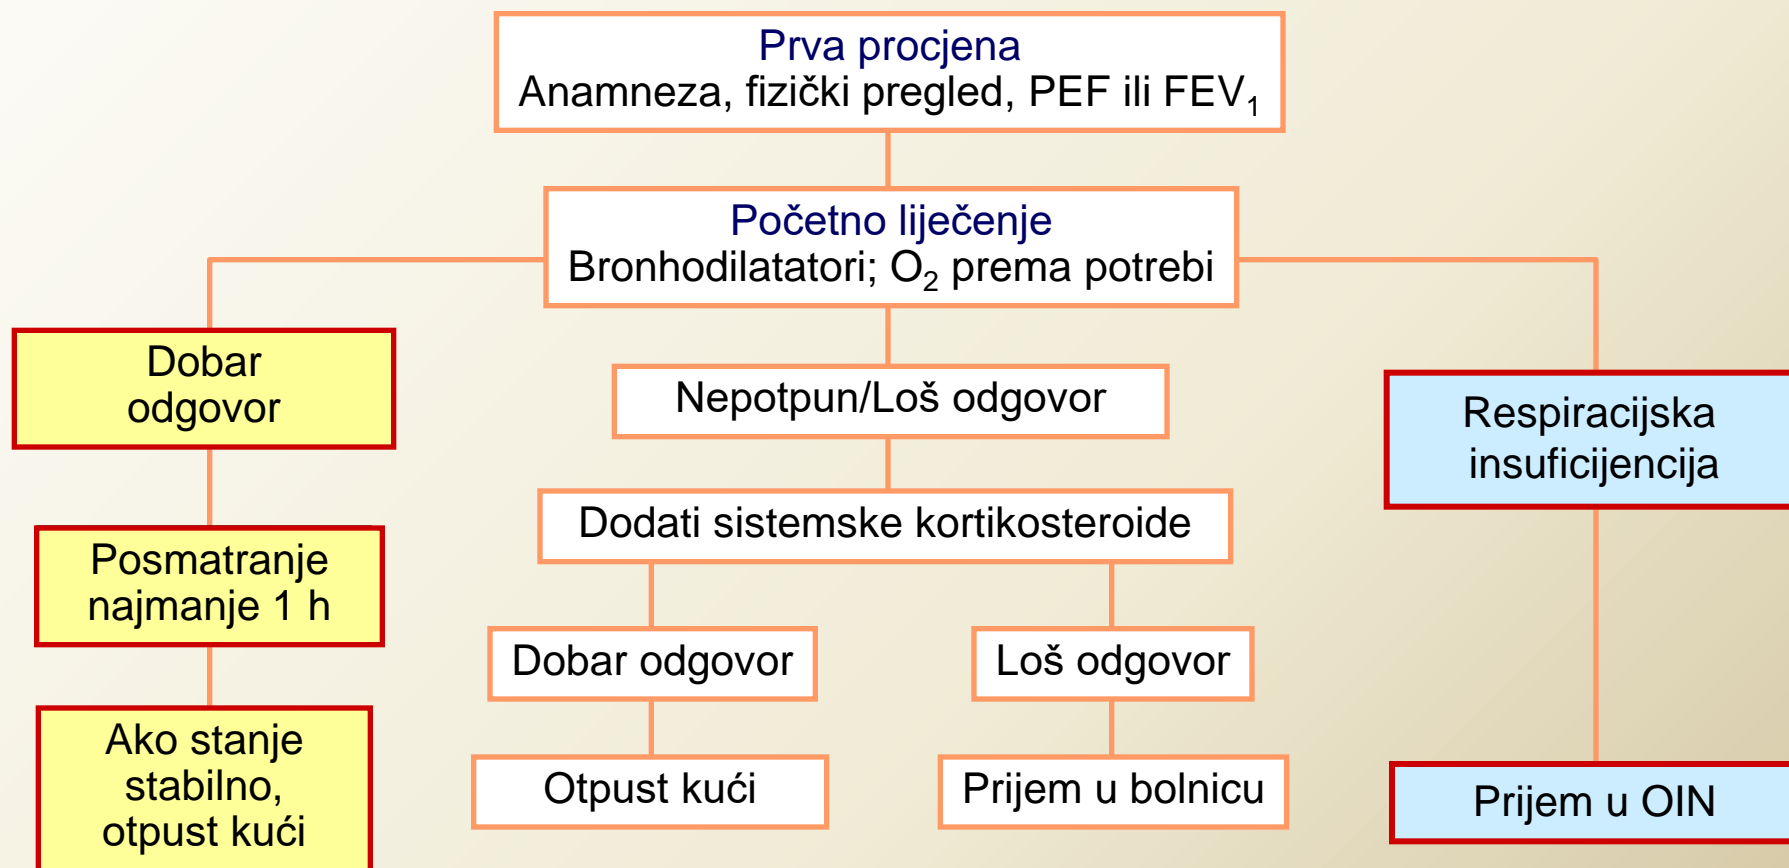 Prva procjena
Anamneza, fizički pregled, PEF ili FEV₁
Početno liječenje
Bronhodilatatori; O₂ prema potrebi
Dobar
odgovor
Nepotpun/Loš odgovor
Respiracijska
insuficijencija
Dodati sistemske kortikosteroide
Posmatranje
najmanje 1 h
Dobar odgovor
Loš odgovor
Ako stanje
stabilno,
otpust kući
Otpust kući
Prijem u bolnicu
Prijem u OIN